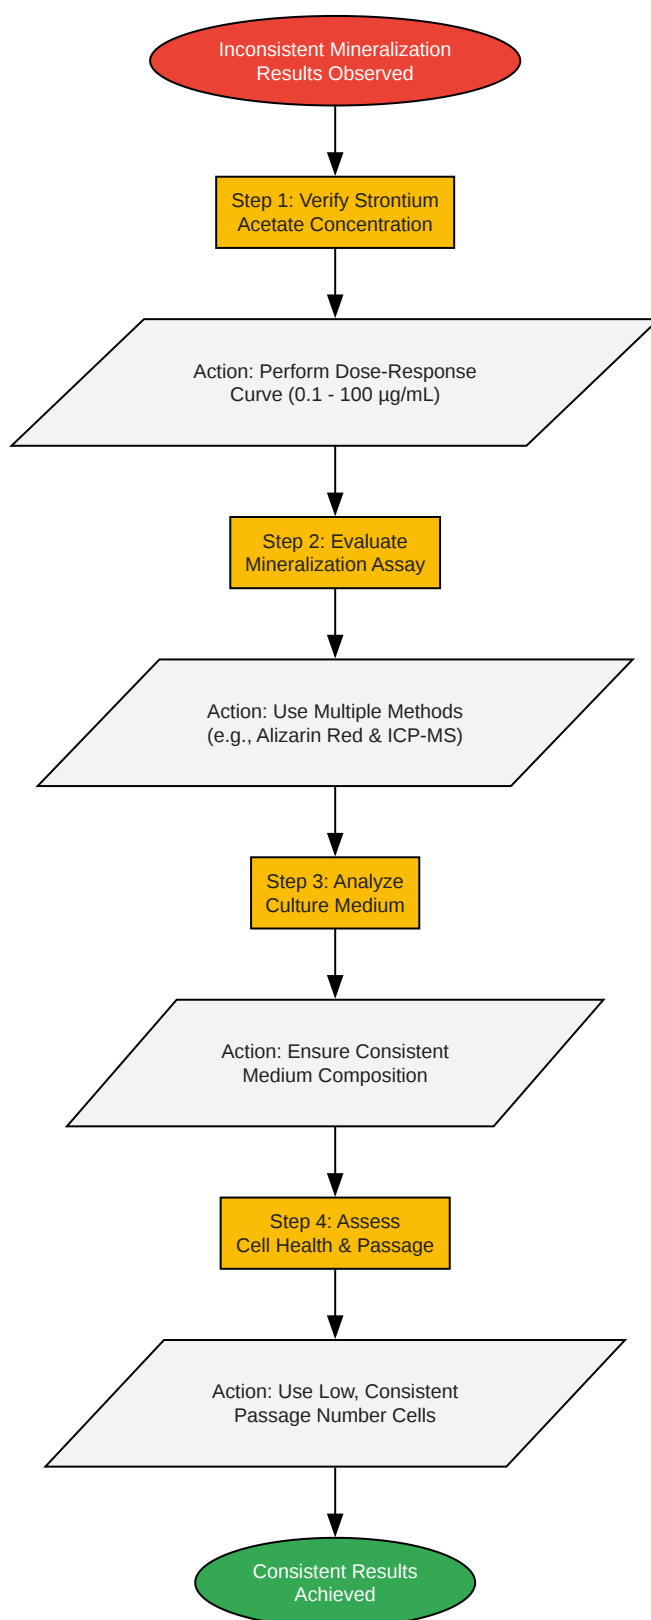 Inconsistent Mineralization
Results Observed
Step 1: Verify Strontium
Acetate Concentration
Action: Perform Dose-Response
Curve (0.1 - 100 µg/mL)
Step 2: Evaluate
Mineralization Assay
Action: Use Multiple Methods
(e.g., Alizarin Red & ICP-MS)
Step 3: Analyze
Culture Medium
Action: Ensure Consistent
Medium Composition
Step 4: Assess
Cell Health & Passage
Action: Use Low, Consistent
Passage Number Cells
Consistent Results
Achieved